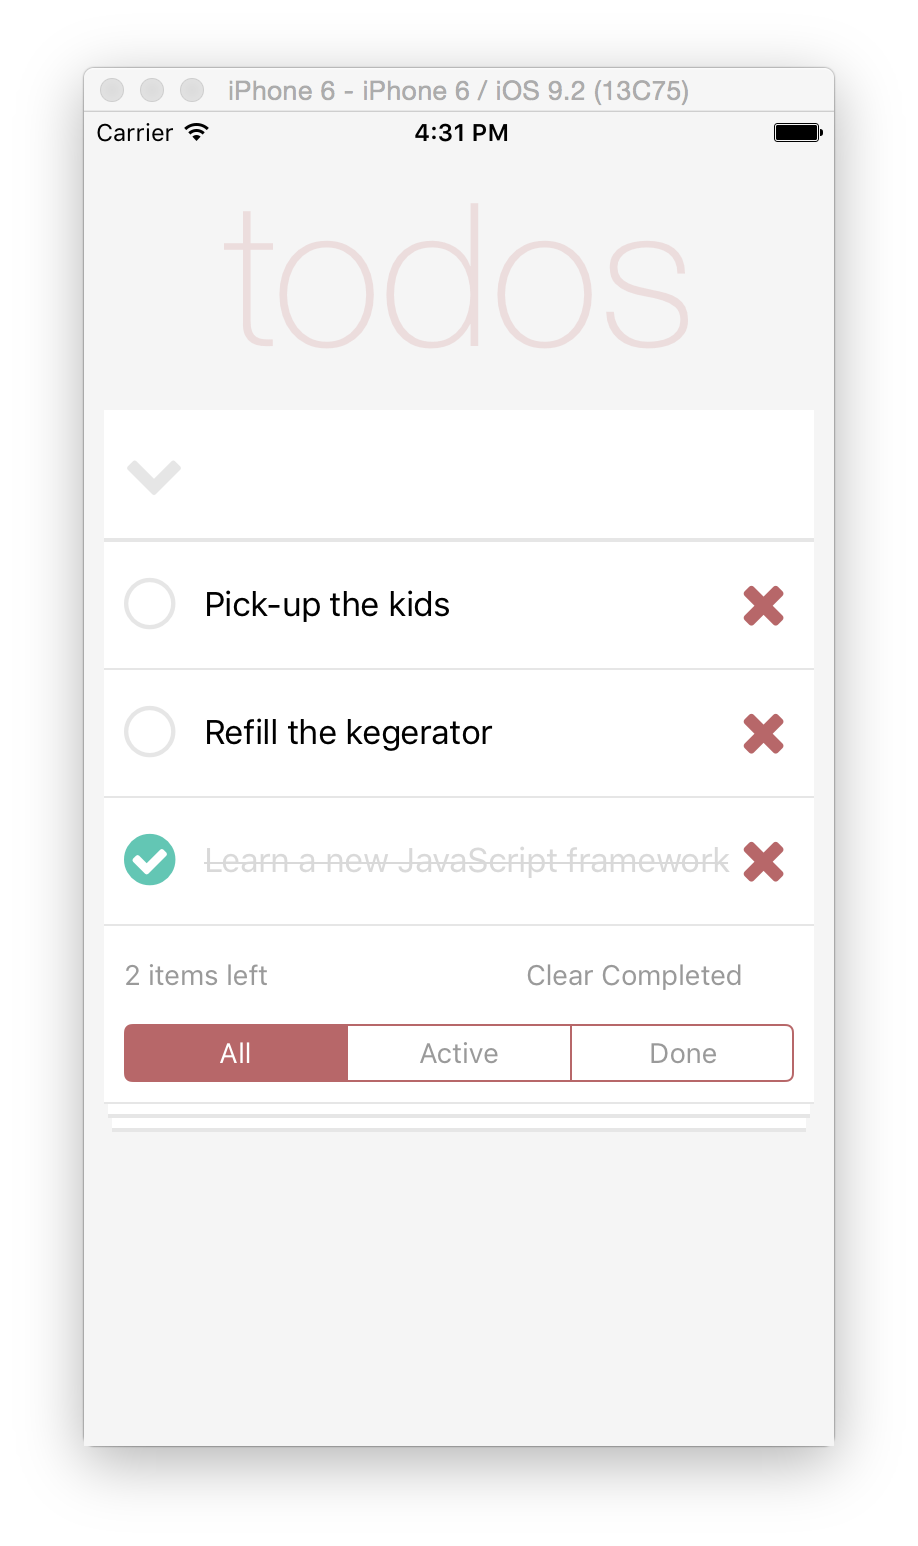 iPhone 6 - iPhone 6 / iOS 9.2 (13C75)
Carrier 4:31 PM
todos
Pick-up the kids
Refill the kegerator
Learn a new JavaScript framework
2 items left Clear Completed
All Active Done